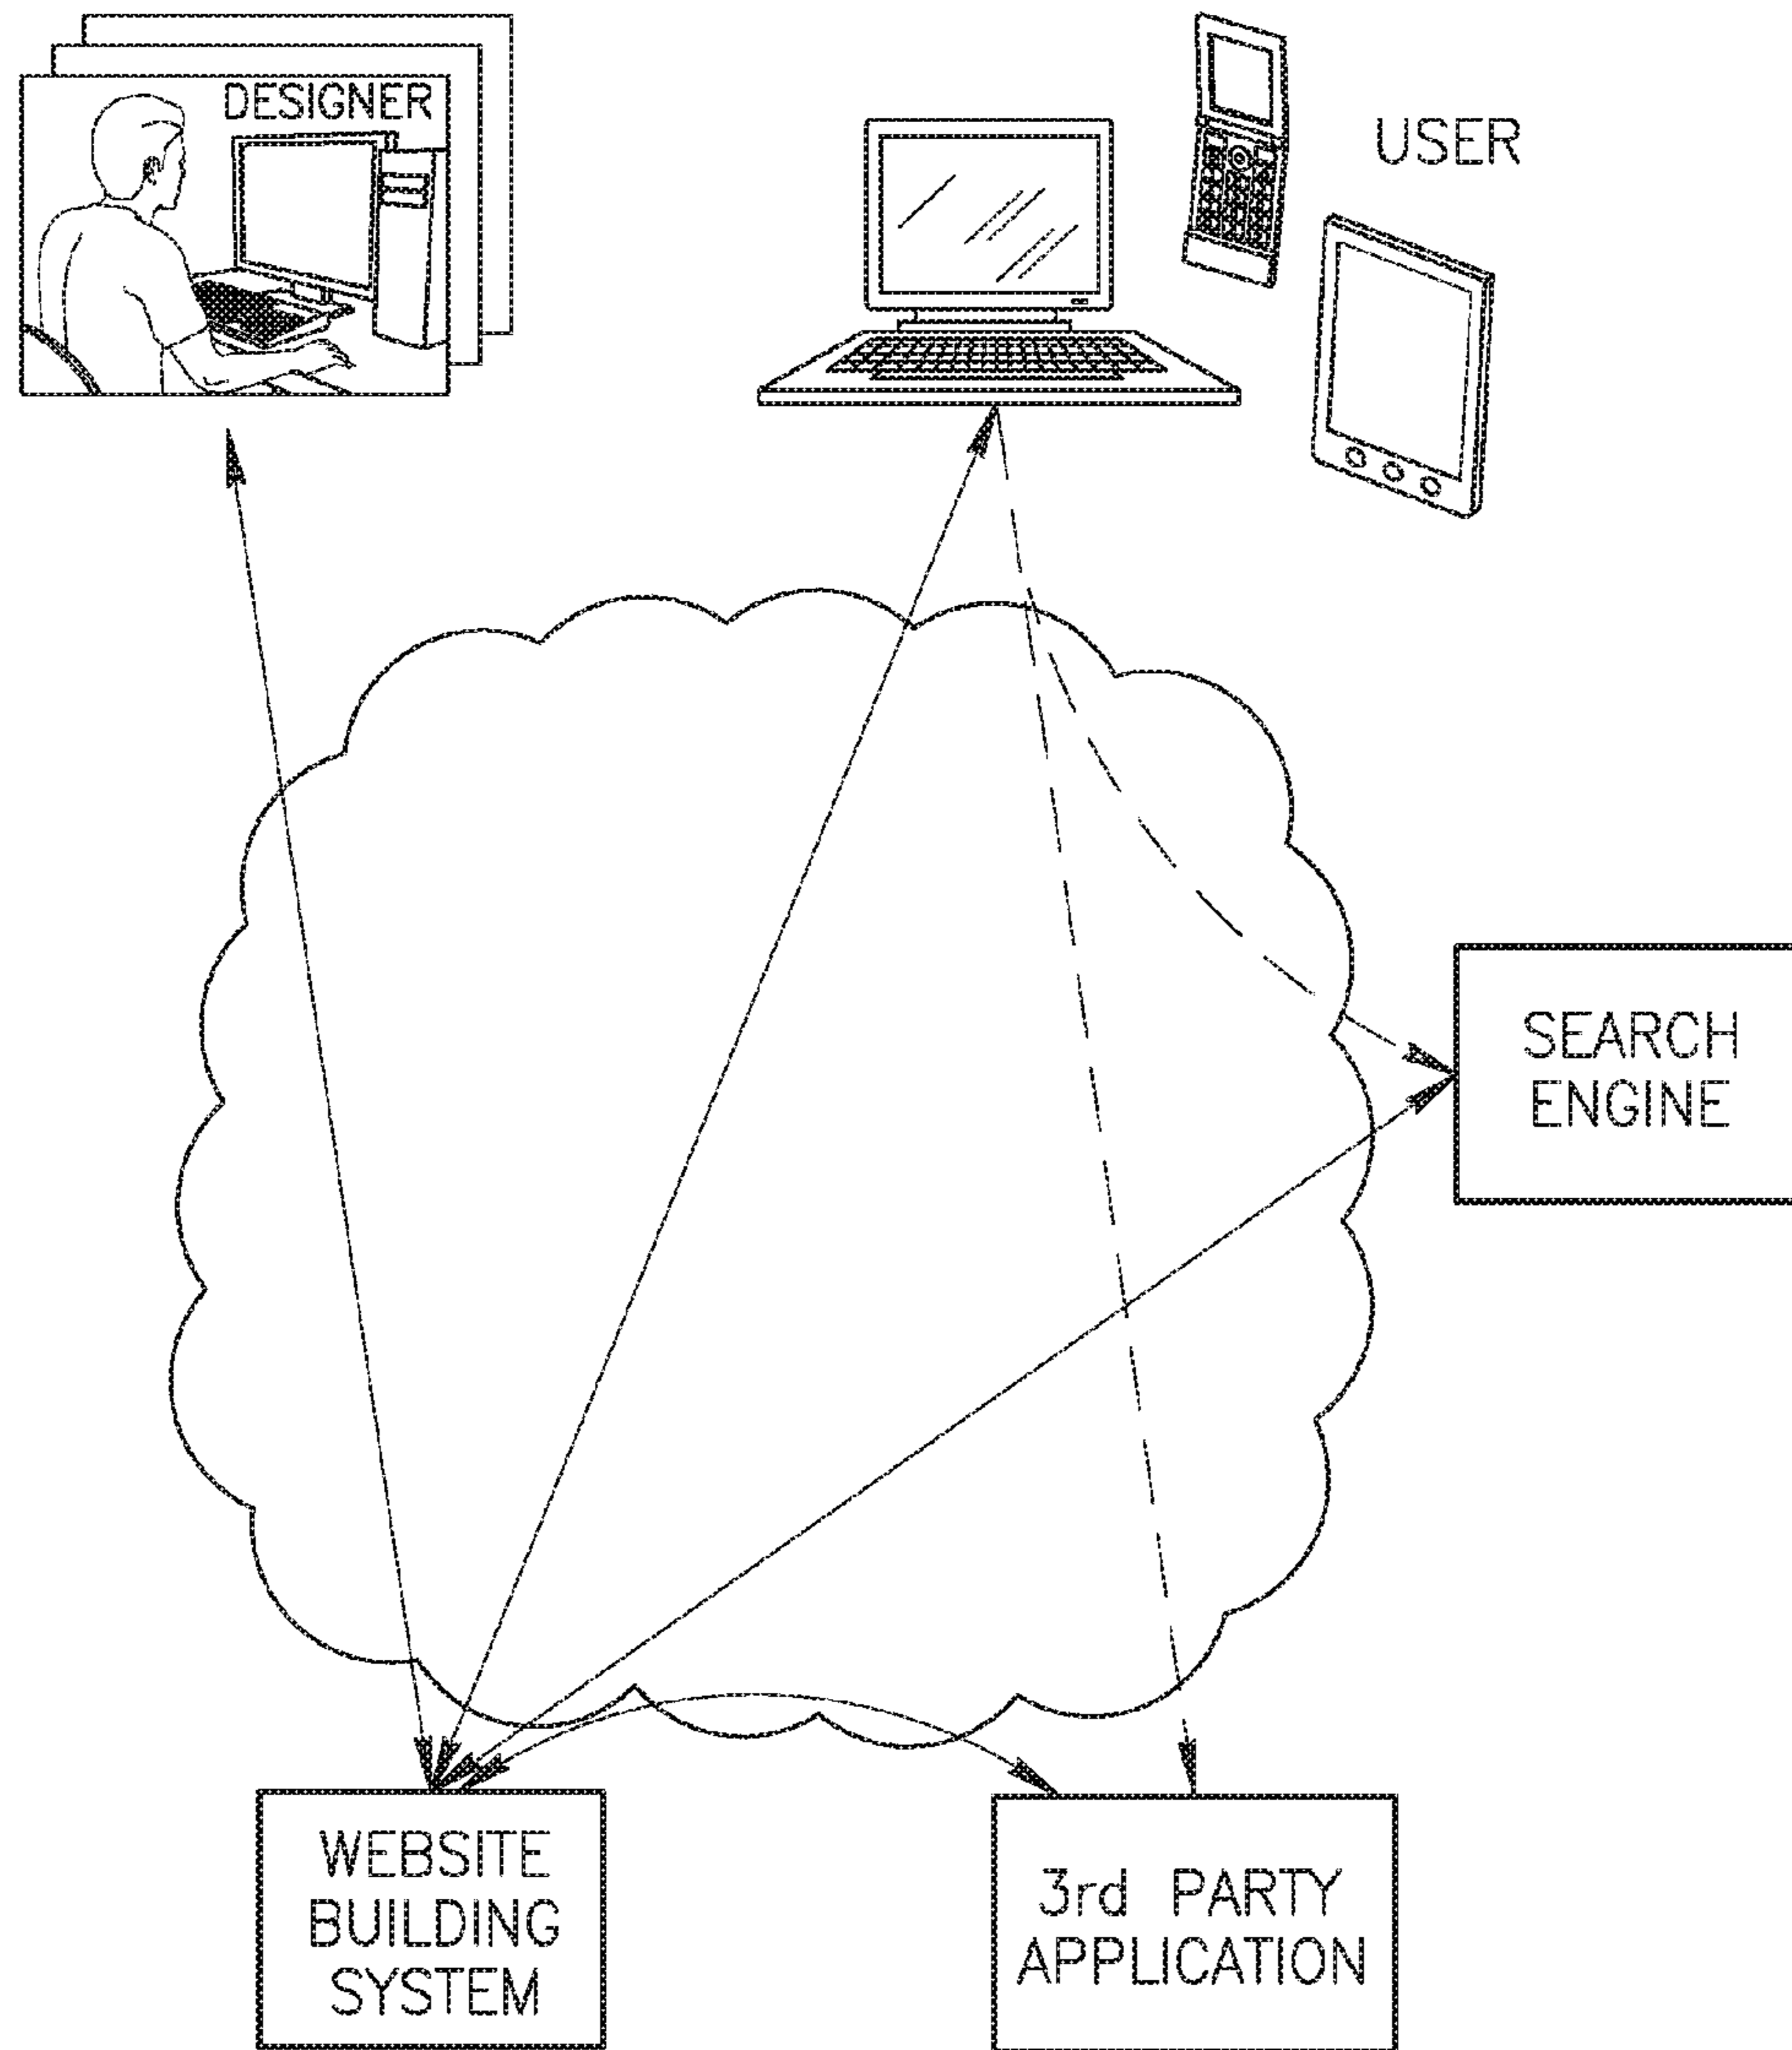 DESIGNER
USER
SEARCH
ENGINE
WEBSITE
BUILDING
SYSTEM
3rd PARTY
APPLICATION